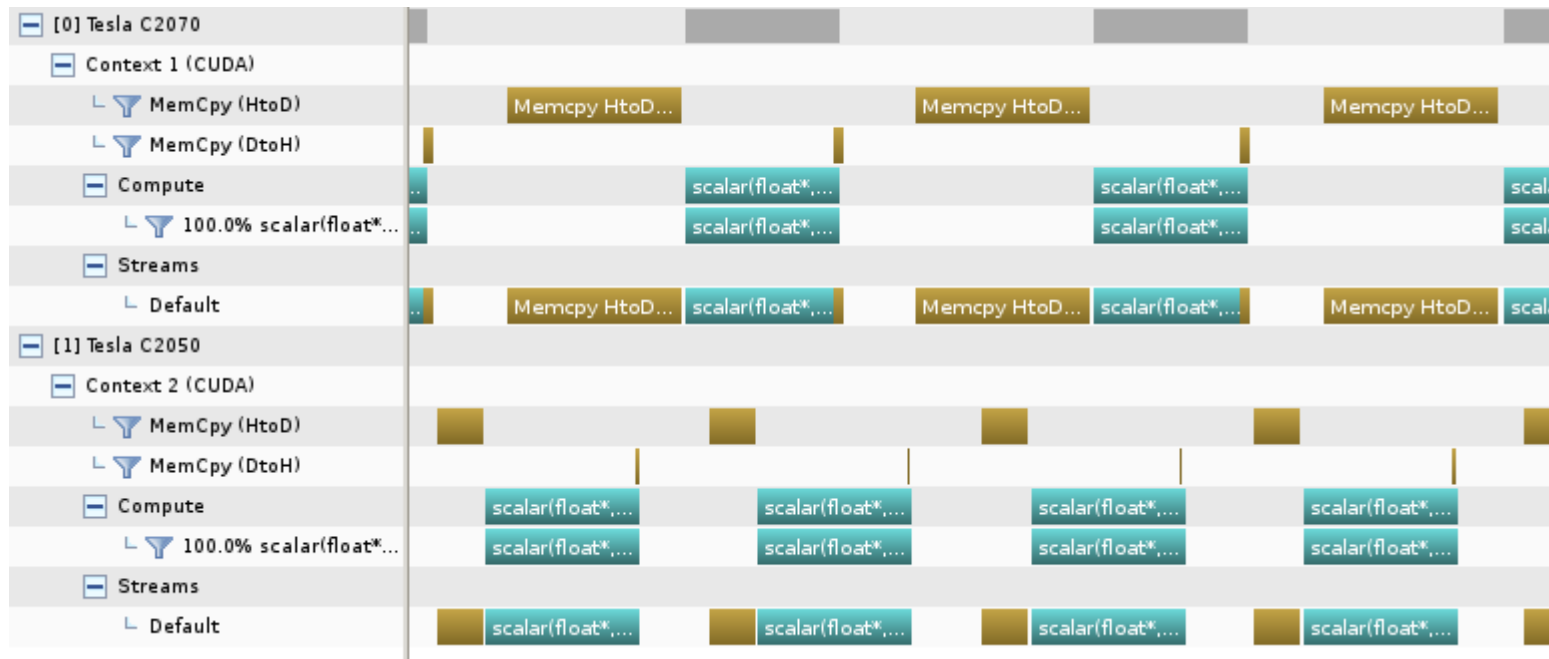 [0] Tesla C2070
Context 1 (CUDA)
MemCpy (HtoD) Memcpy HtoD... Memcpy HtoD... Memcpy HtoD...
MemCpy (DtoH)
Compute .. scalar(float*,... scalar(float*,... scal
100.0% scalar(float*... .. scalar(float*,... scalar(float*,... scal
Streams
Default .. Memcpy HtoD... scalar(float*,... Memcpy HtoD... scalar(float*,... Memcpy HtoD... scal
[1] Tesla C2050
Context 2 (CUDA)
MemCpy (HtoD)
MemCpy (DtoH)
Compute scalar(float*,... scalar(float*,... scalar(float*,... scalar(float*,...
100.0% scalar(float*... scalar(float*,... scalar(float*,... scalar(float*,... scalar(float*,...
Streams
Default scalar(float*,... scalar(float*,... scalar(float*,... scalar(float*,...